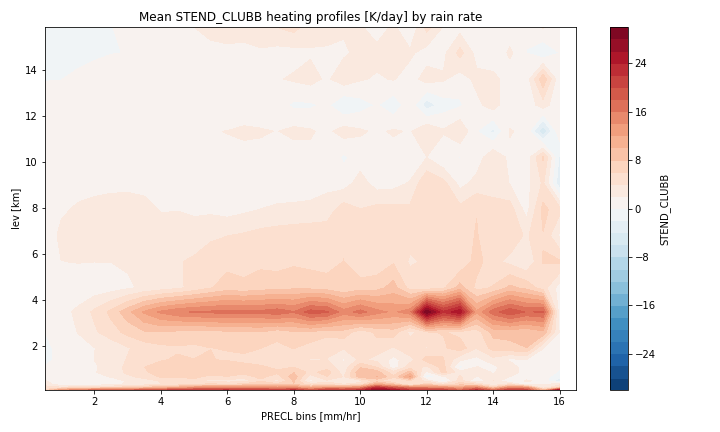 Mean STEND_CLUBB heating profiles [K/day] by rain rate
14
12
10
8
6
4
2
lev [km]
2 4 6 8 10 12 14 16
PRECL bins [mm/hr]
24
16
8
0
-8
-16
-24
STEND_CLUBB